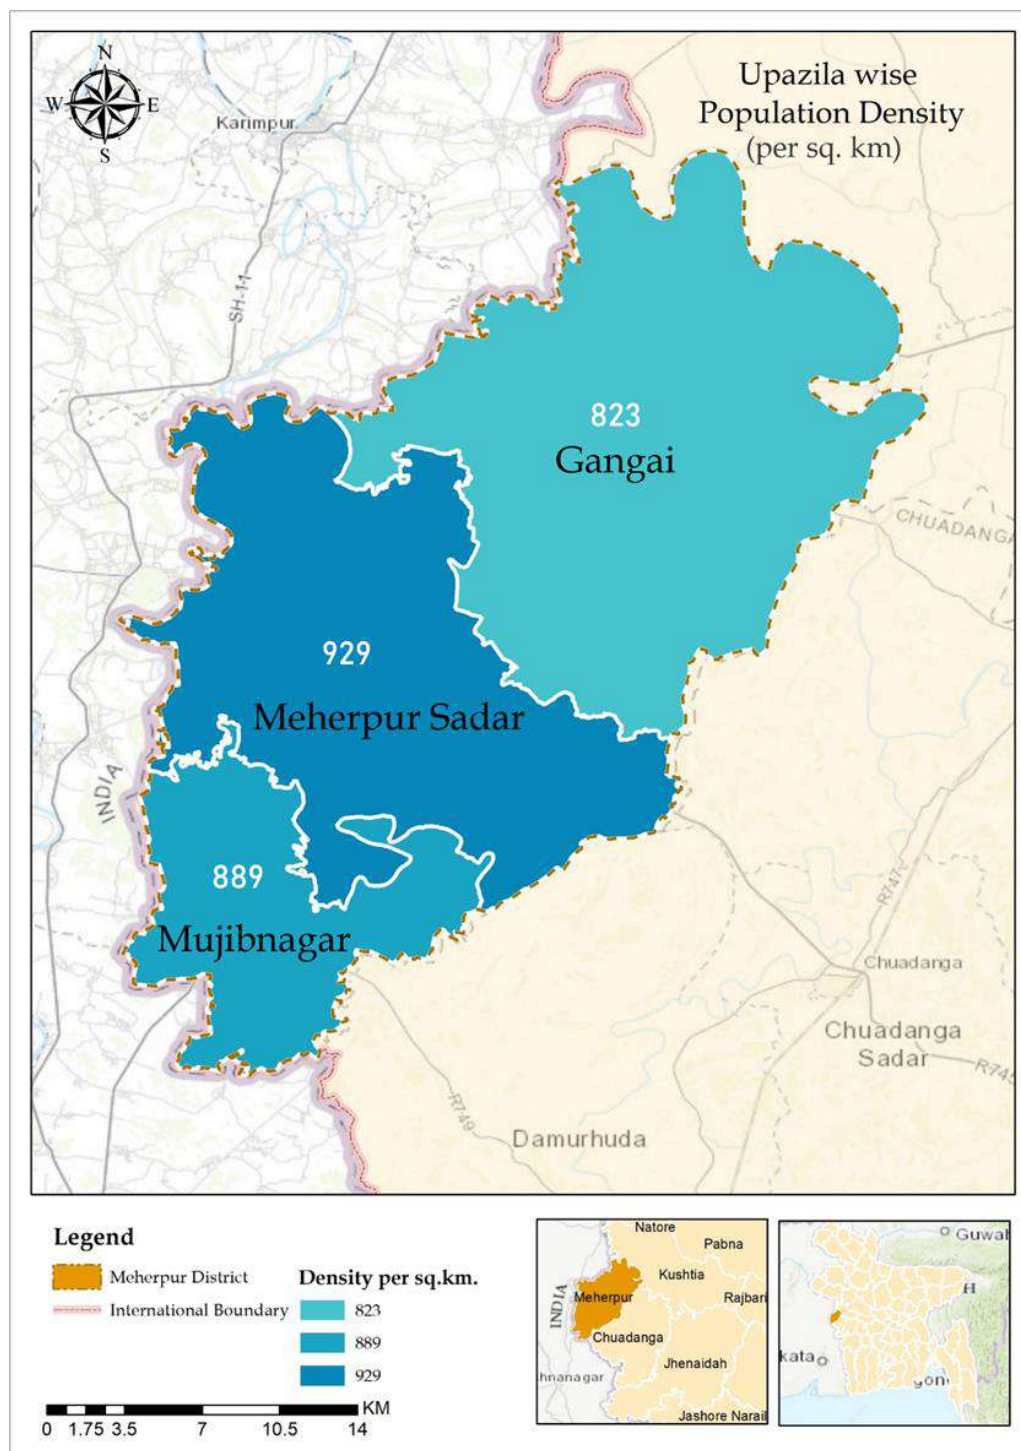 N
W
E
S
Upazila wise
Population Density
(per sq. km)
Karimpur
SH-11
823
Gangai
CHUADANGA
929
Meherpur Sadar
INDIA
889
Mujibnagar
R747
Chuadanga
Chuadanga
Sadar
R745
R749
Damurhuda
Legend
Meherpur District
International Boundary
Density per sq.km.
823
889
929
KM
0 1.75 3.5 7 10.5 14
Natore
Pabna
Kushtia
INDIA
Meherpur
Rajbari
Chuadanga
Jhenaidah
hnanagar
Jashore Narail
Guwah
H
kata
gon